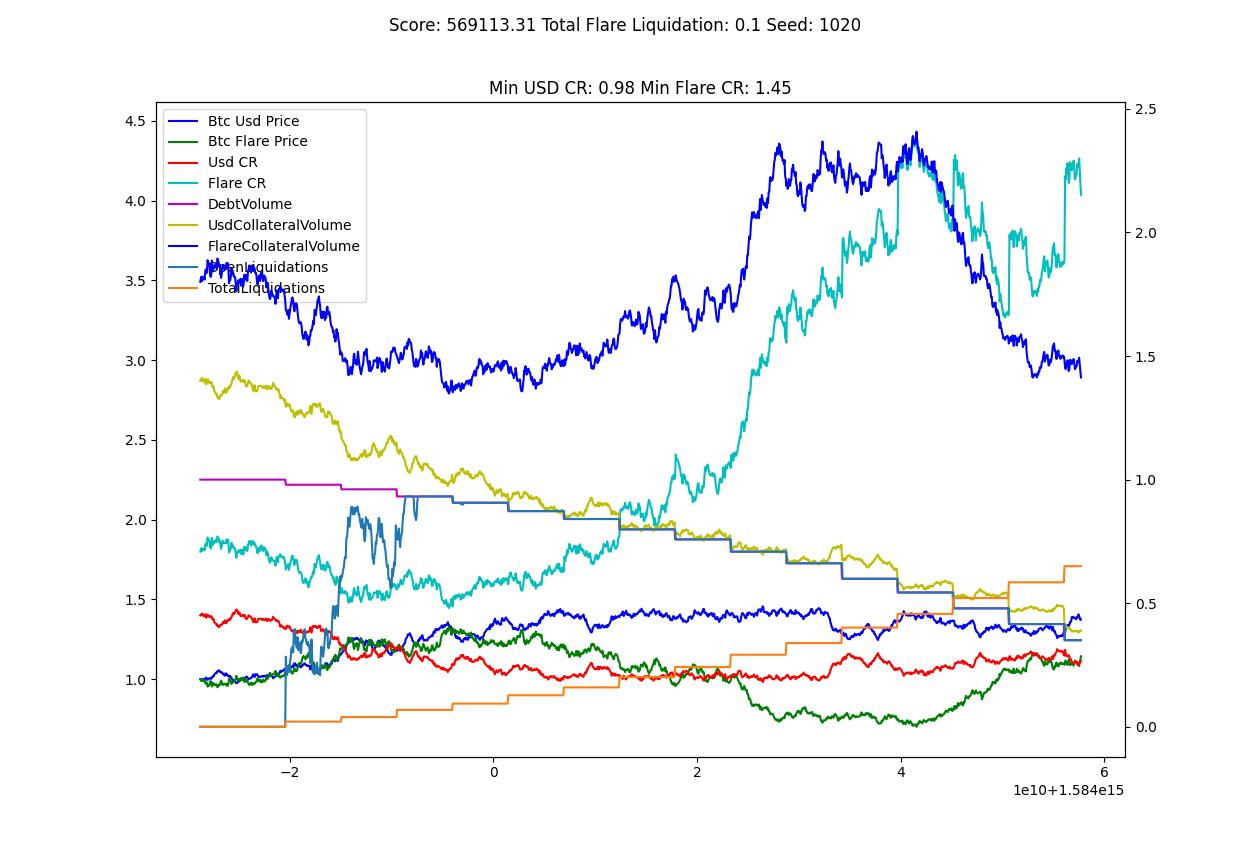 Score: 569113.31 Total Flare Liquidation: 0.1 Seed: 1020
Min USD CR: 0.98 Min Flare CR: 1.45
Btc Usd Price
Btc Flare Price
Usd CR
Flare CR
DebtVolume
UsdCollateralVolume
FlareCollateralVolume
OpenLiquidations
TotalLiquidations
4.5
4.0
3.5
3.0
2.5
2.0
1.5
1.0
2.5
2.0
1.5
1.0
0.5
0.0
−2 0 2 4 6
1e10+1.584e15